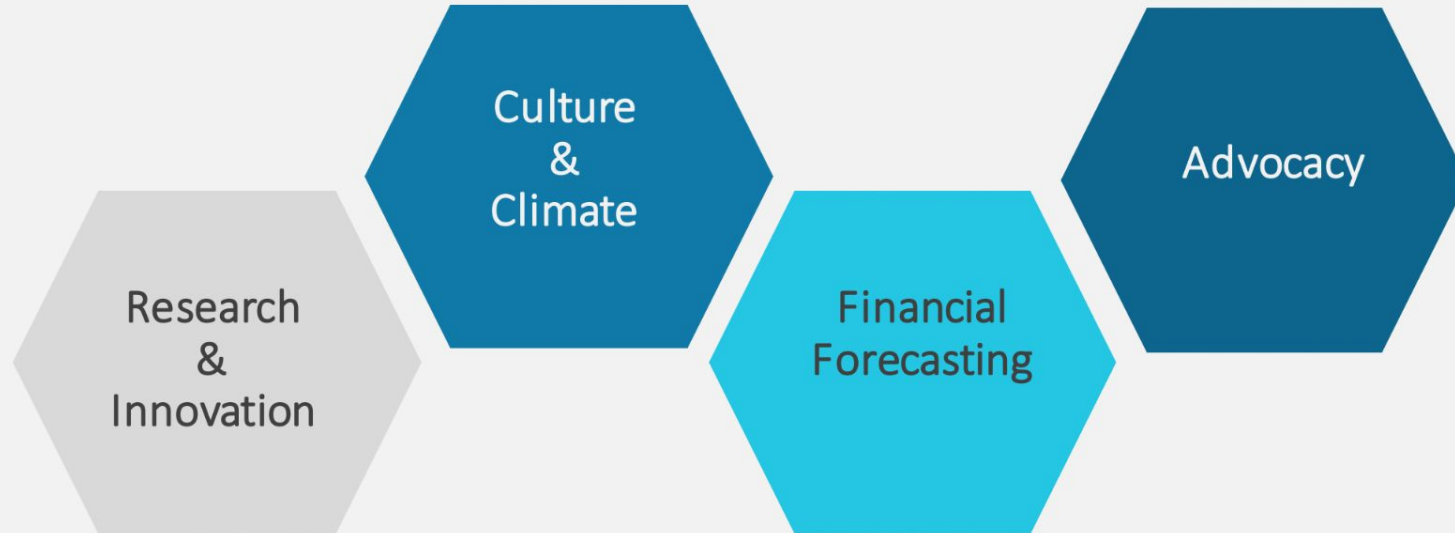 Research
&
Innovation
Culture
&
Climate
Financial
Forecasting
Advocacy